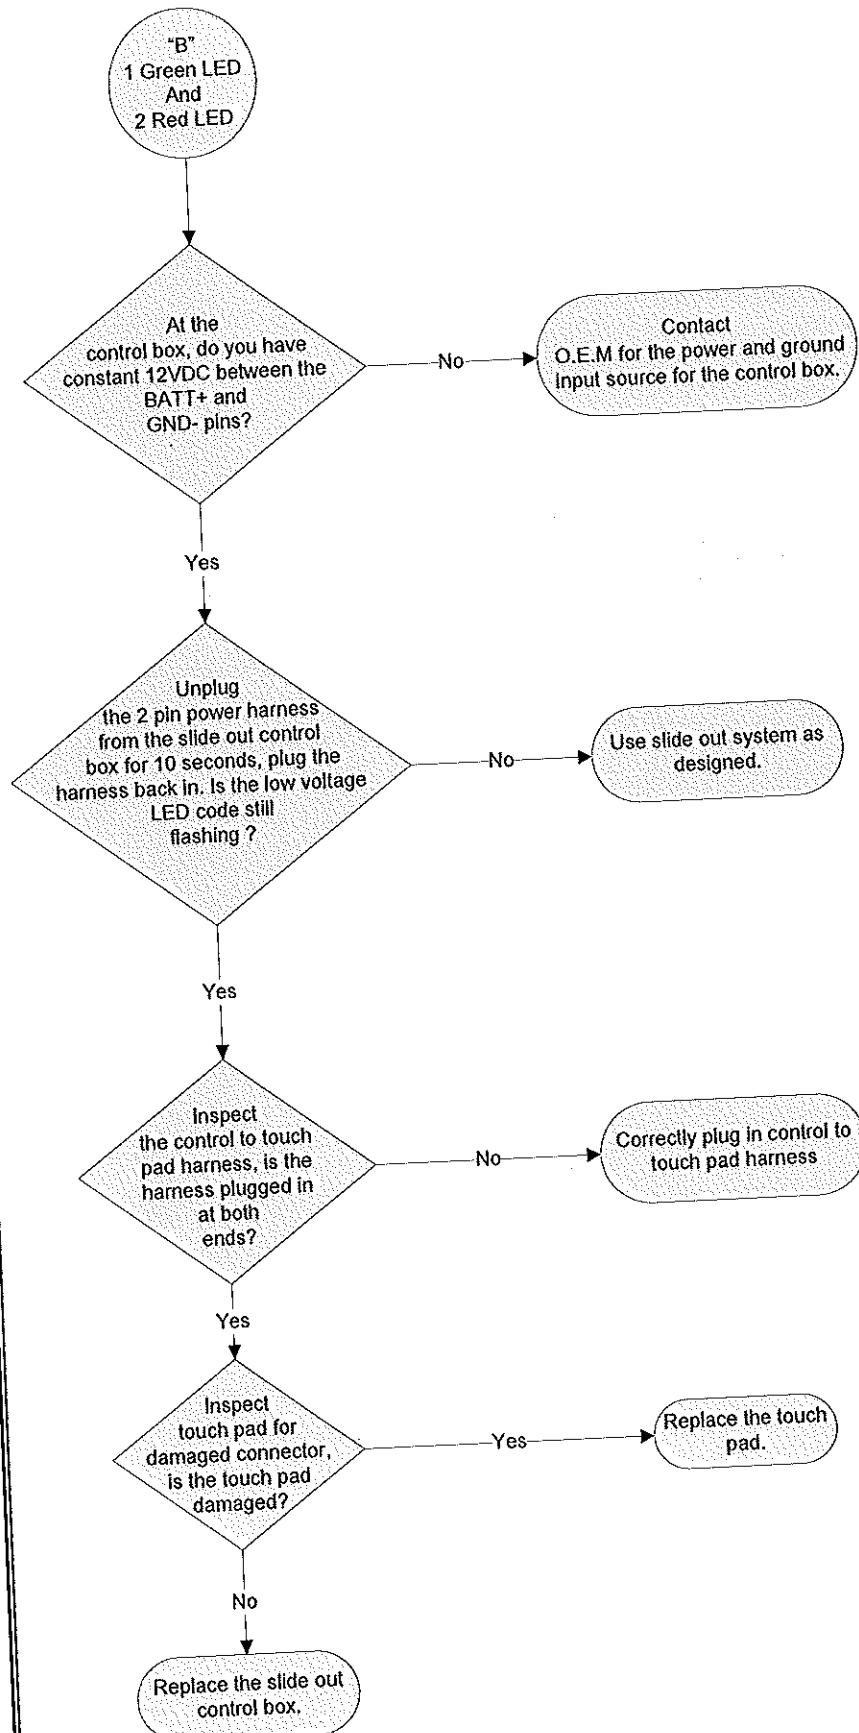 "B"
1 Green LED
And
2 Red LED
At the
control box, do you have
constant 12VDC between the
BATT+ and
GND- pins?
No
Contact
O.E.M for the power and ground
Input source for the control box.
Yes
Unplug
the 2 pin power harness
from the slide out control
box for 10 seconds, plug the
harness back in. Is the low voltage
LED code still
flashing ?
No
Use slide out system as
designed.
Yes
Inspect
the control to touch
pad harness, is the
harness plugged in
at both
ends?
No
Correctly plug in control to
touch pad harness
Yes
Inspect
touch pad for
damaged connector,
is the touch pad
damaged?
Yes
Replace the touch
pad.
No
Replace the slide out
control box.